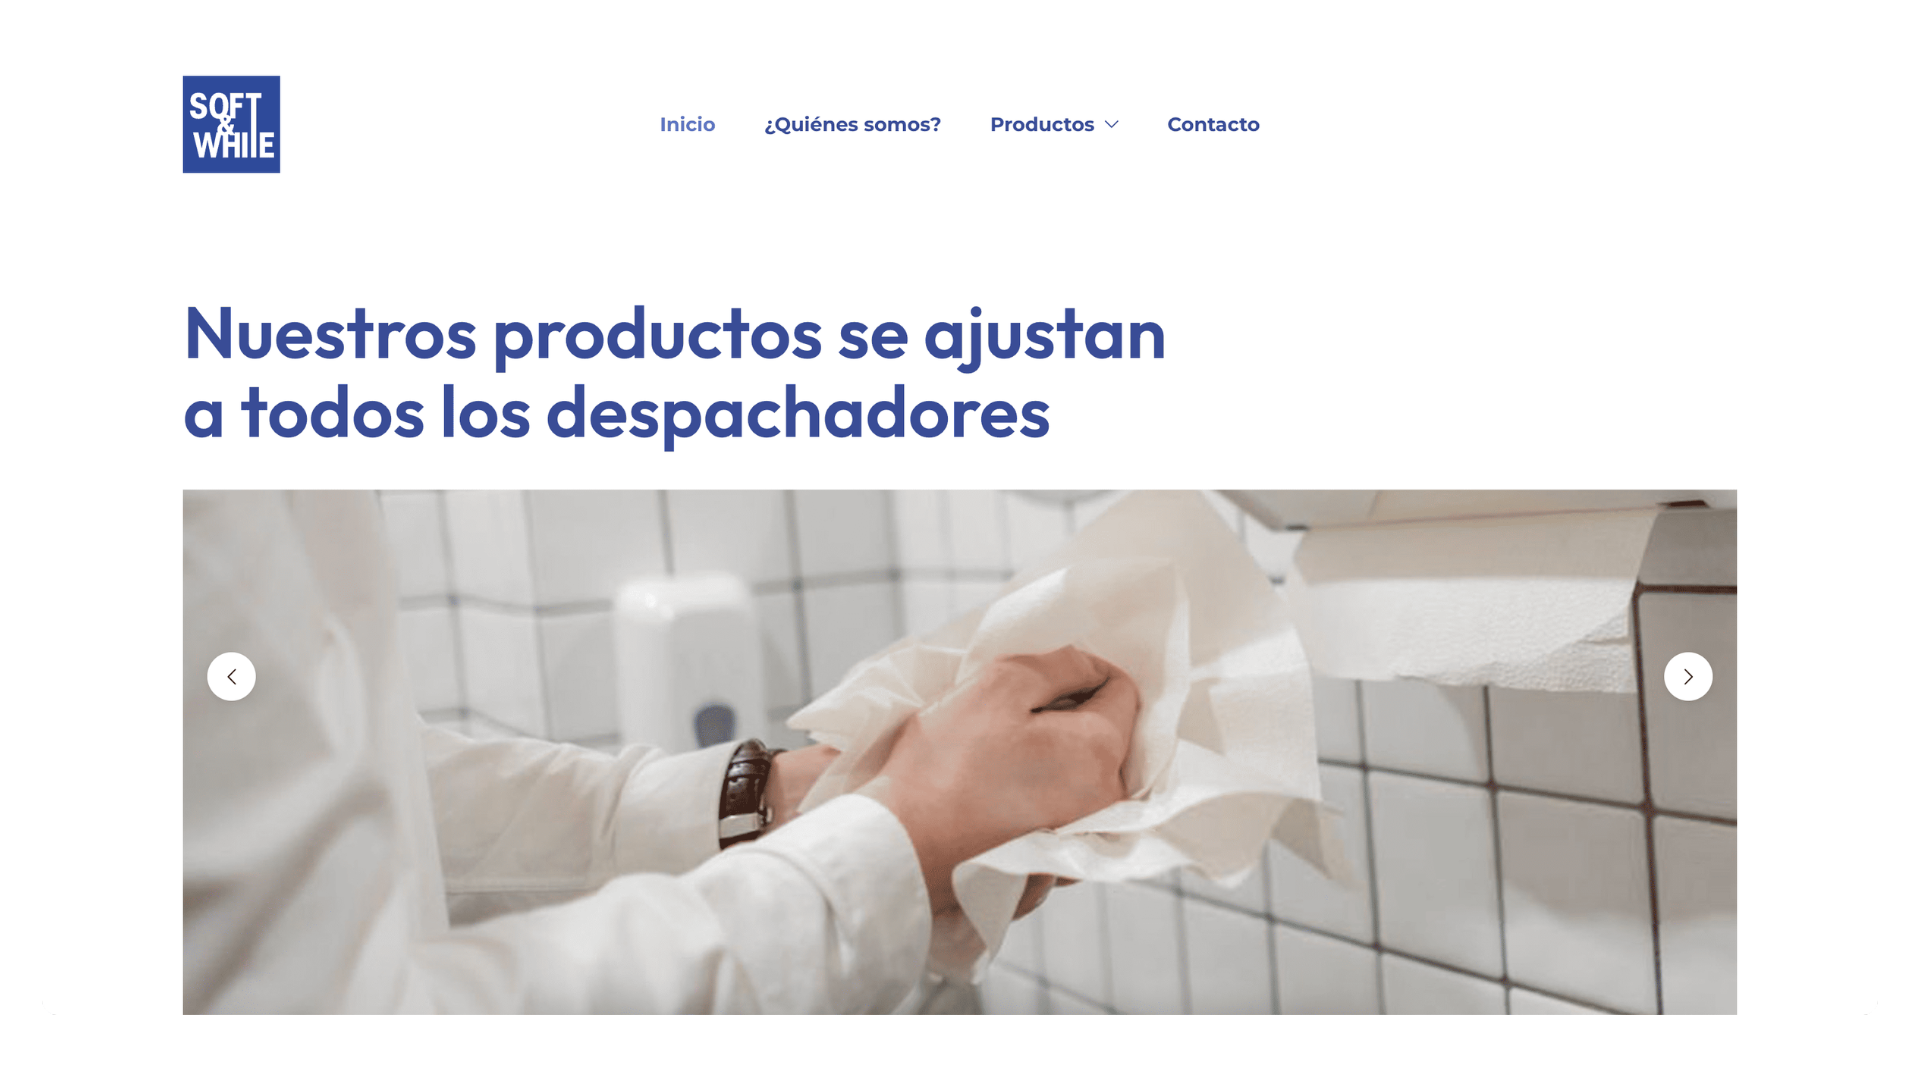 SOFT
&
WHITE
Inicio ¿Quiénes somos? Productos Contacto
Nuestros productos se ajustan
a todos los despachadores